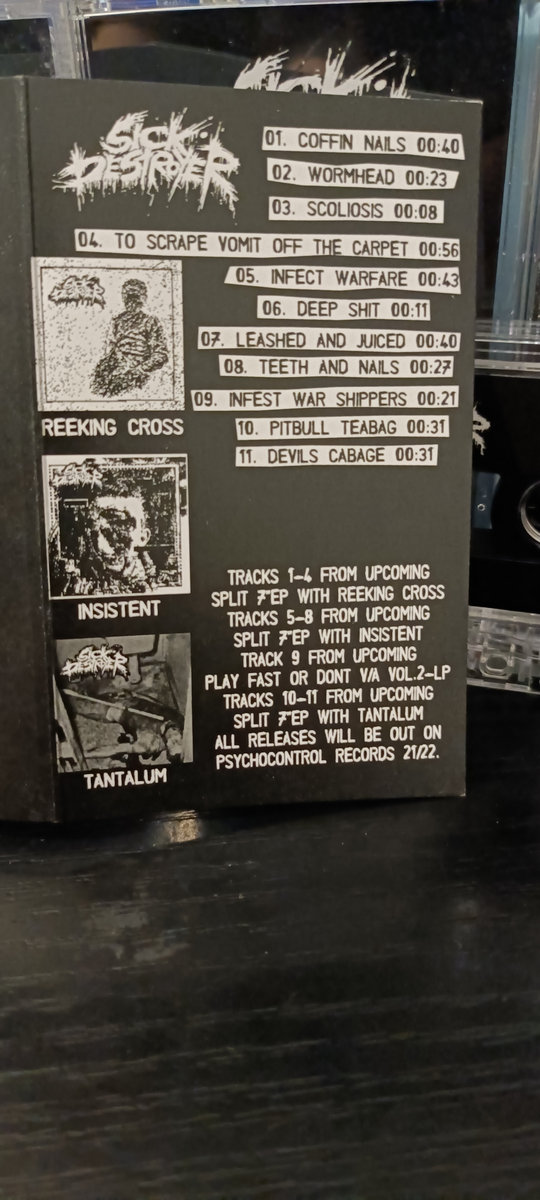 SICK DESTROYER
01. COFFIN NAILS 00:40
02. WORMHEAD 00:23
03. SCOLIOSIS 00:08
04. TO SCRAPE VOMIT OFF THE CARPET 00:56
05. INFECT WARFARE 00:43
06. DEEP SHIT 00:11
07. LEASHED AND JUICED 00:40
08. TEETH AND NAILS 00:27
09. INFEST WAR SHIPPERS 00:21
10. PITBULL TEABAG 00:31
11. DEVILS CABAGE 00:31
REEKING CROSS
INSISTENT
SICK DESTROYER
TANTALUM
TRACKS 1-4 FROM UPCOMING
SPLIT 7"EP WITH REEKING CROSS
TRACKS 5-8 FROM UPCOMING
SPLIT 7"EP WITH INSISTENT
TRACK 9 FROM UPCOMING
PLAY FAST OR DONT V/A VOL.2-LP
TRACKS 10-11 FROM UPCOMING
SPLIT 7"EP WITH TANTALUM
ALL RELEASES WILL BE OUT ON
PSYCHOCONTROL RECORDS 21/22.